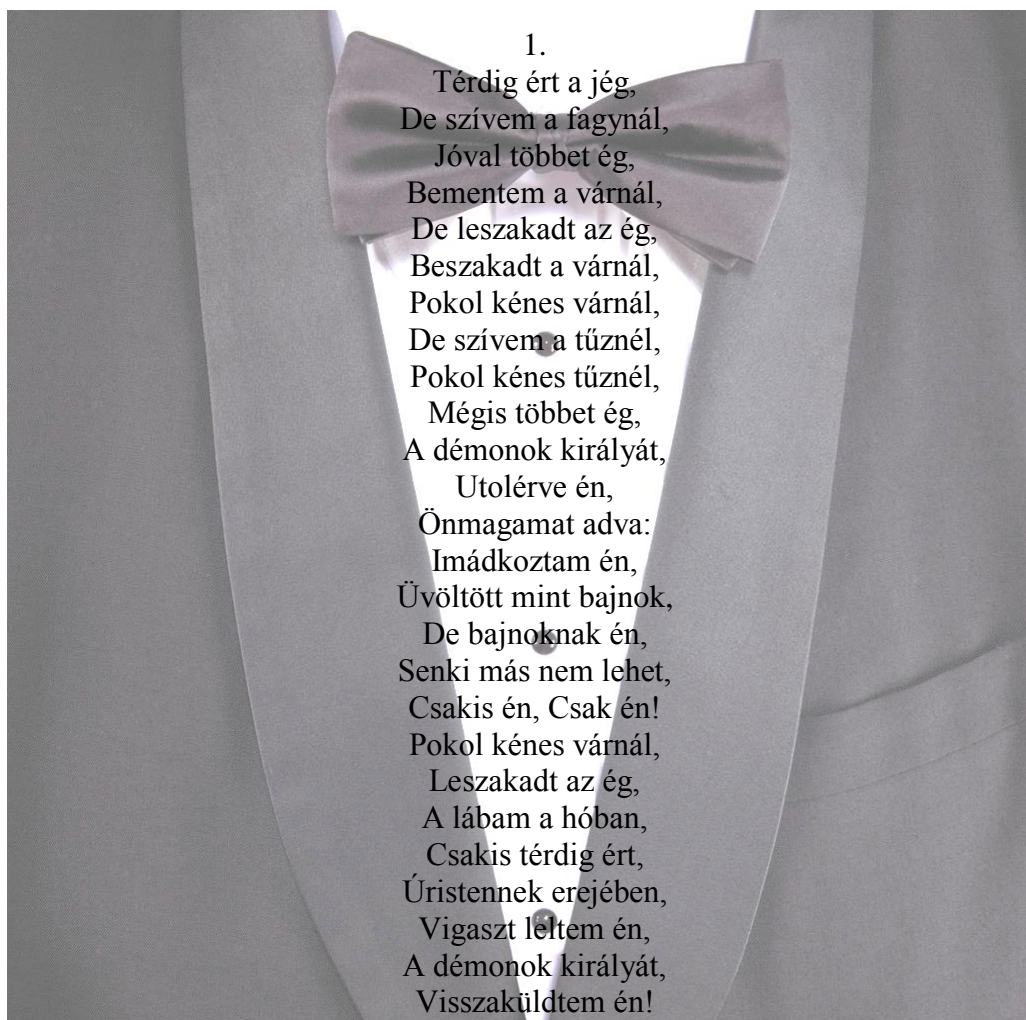 1.
Térdig ért a jég,
De szívem a fagynál,
Jóval többet ég,
Bementem a várnál,
De leszakadt az ég,
Beszakadt a várnál,
Pokol kénes várnál,
De szívem a tűznél,
Pokol kénes tűznél,
Mégis többet ég,
A démonok királyát,
Utolérve én,
Önmagamat adva:
Imádkoztam én,
Üvöltött mint bajnok,
De bajnoknak én,
Senki más nem lehet,
Csakis én, Csak én!
Pokol kénes várnál,
Leszakadt az ég,
A lábam a hóban,
Csakis térdig ért,
Úristennek erejében,
Vigaszt leltem én,
A démonok királyát,
Visszaküldtem én!